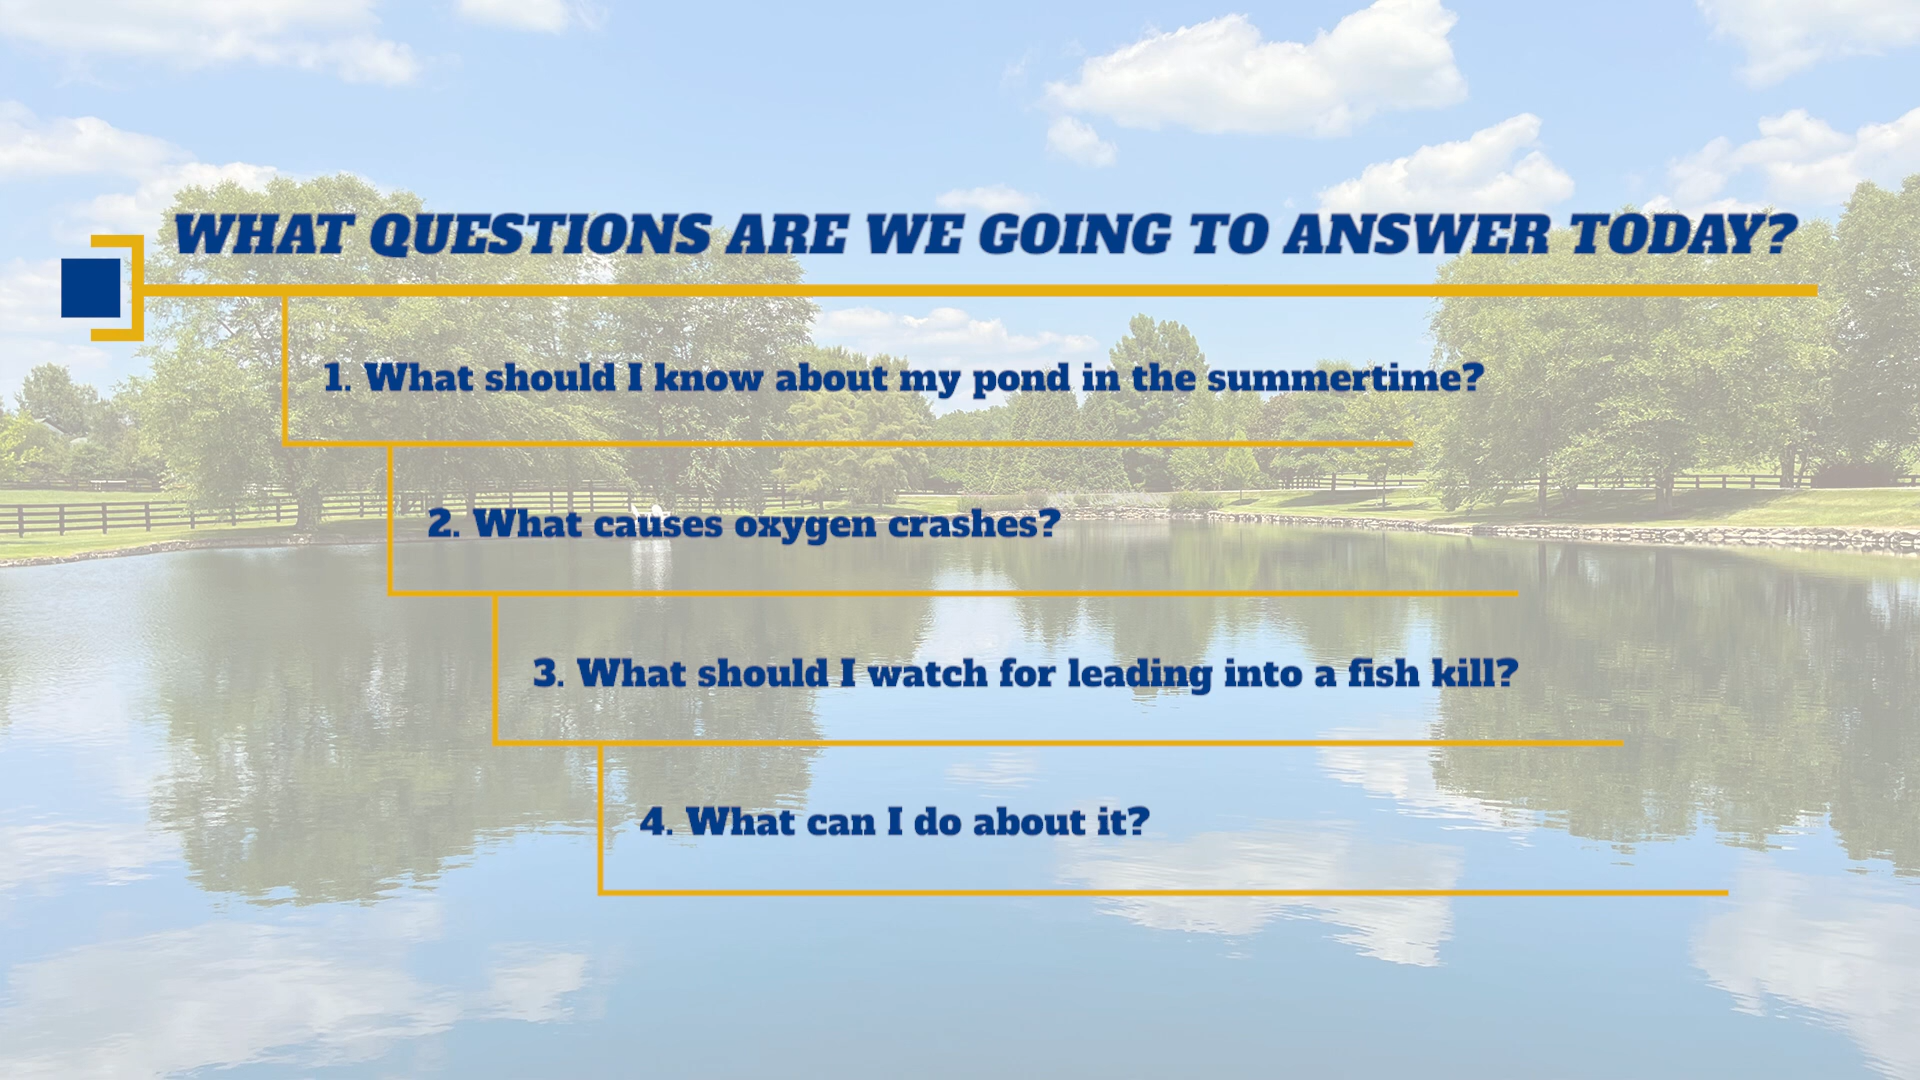 WHAT QUESTIONS ARE WE GOING TO ANSWER TODAY?
1. What should I know about my pond in the summertime?
2. What causes oxygen crashes?
3. What should I watch for leading into a fish kill?
4. What can I do about it?